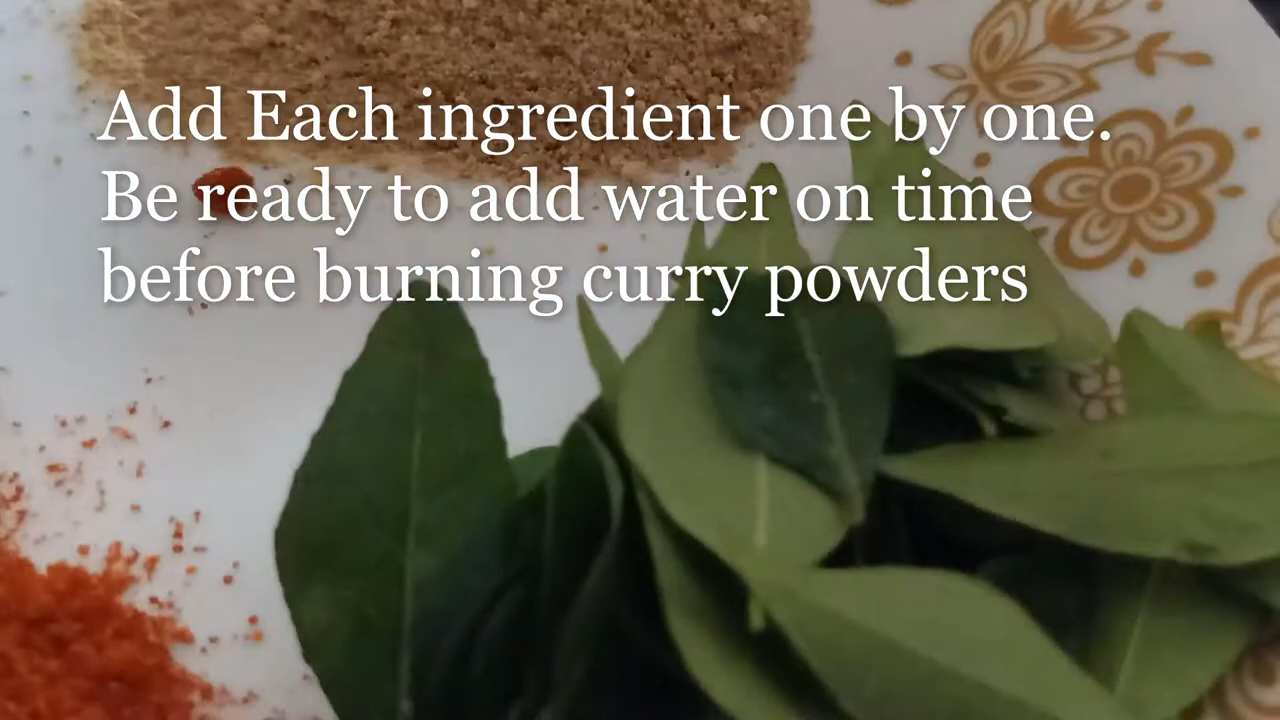 Add Each ingredient one by one.
Be ready to add water on time
before burning curry powders